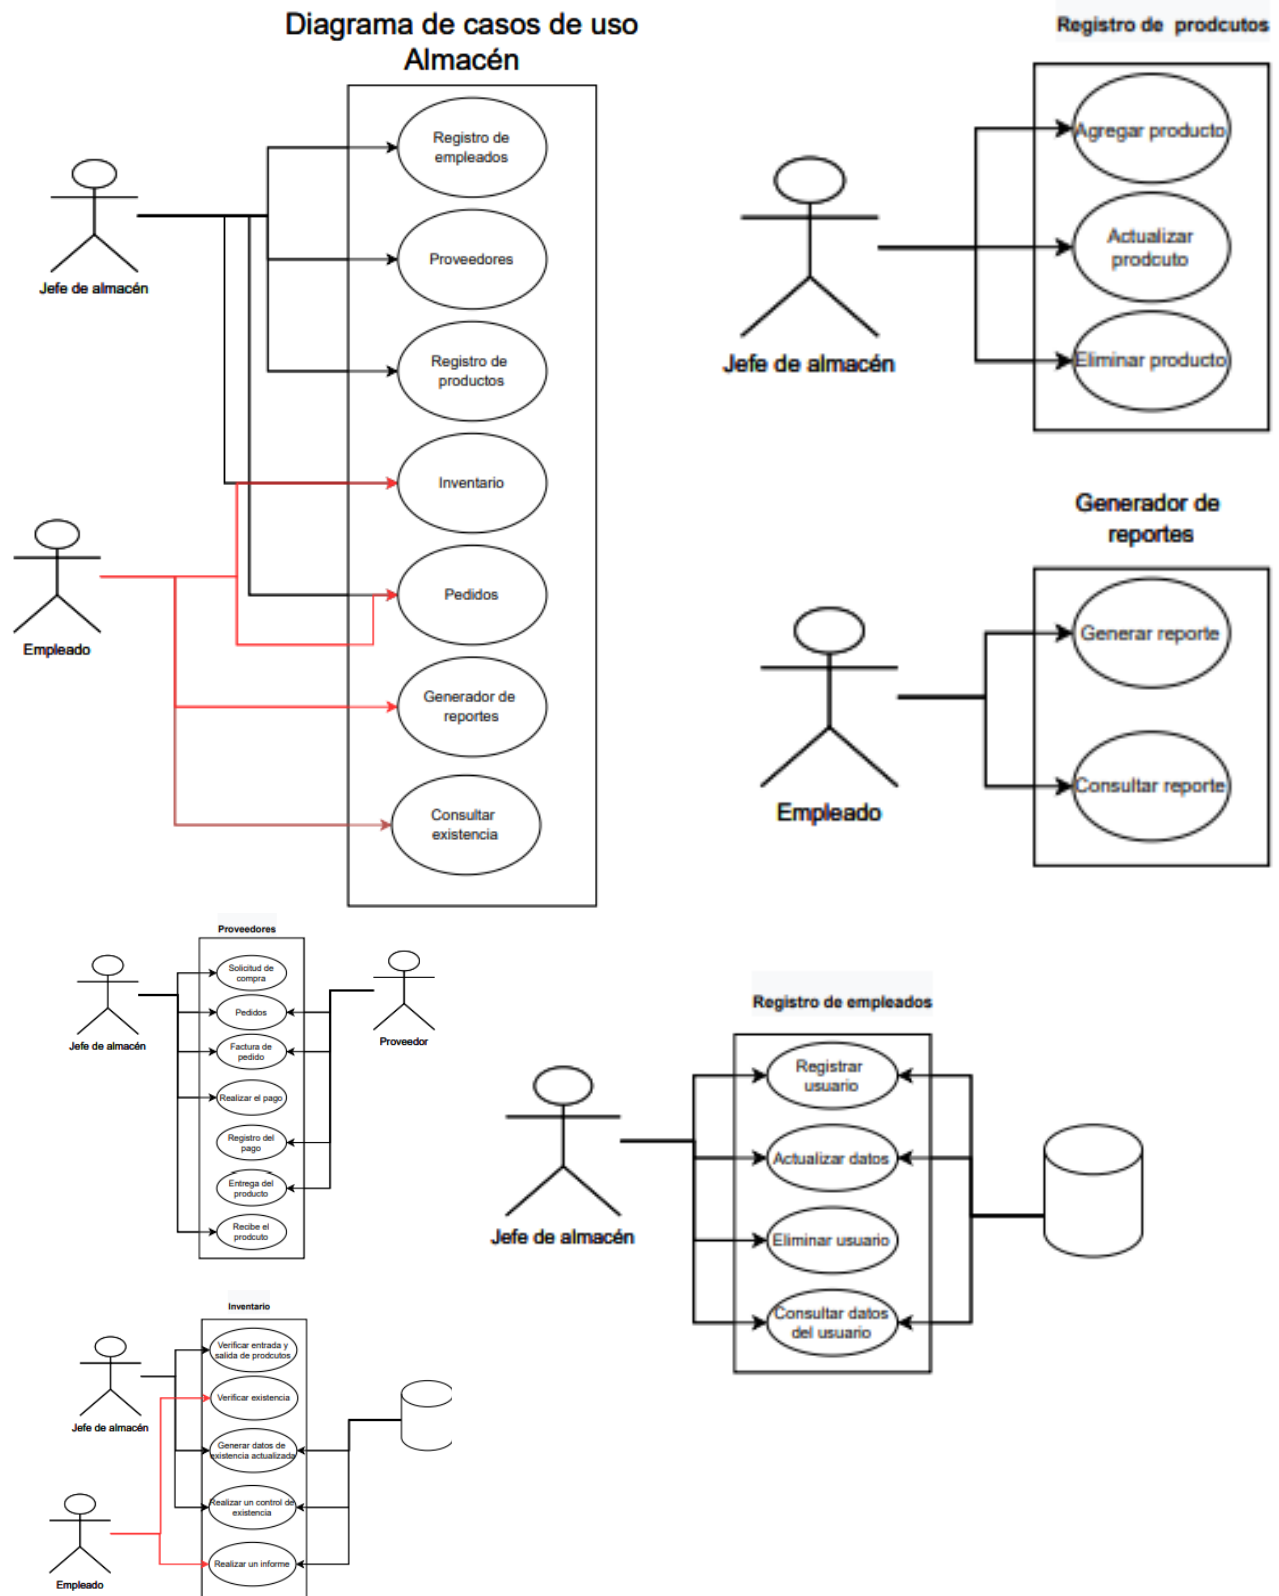 Diagrama de casos de uso
Almacén
Registro de
empleados
Proveedores
Registro de
productos
Inventario
Pedidos
Generador de
reportes
Consultar
existencia
Jefe de almacén
Empleado
Registro de prodcutos
Agregar producto
Actualizar
prodcuto
Eliminar producto
Jefe de almacén
Generador de
reportes
Generar reporte
Consultar reporte
Empleado
Proveedores
Solicitud de
compra
Pedidos
Factura de
pedido
Realizar el pago
Registro del
pago
Entrega del
producto
Recibe el
prodcuto
Jefe de almacén
Proveedor
Registro de empleados
Registrar
usuario
Actualizar datos
Eliminar usuario
Consultar datos
del usuario
Jefe de almacén
Inventario
Verificar entrada y
salida de prodcutos
Verificar existencia
Generar datos de
existencia actualizada
Realizar un control de
existencia
Realizar un informe
Jefe de almacén
Empleado